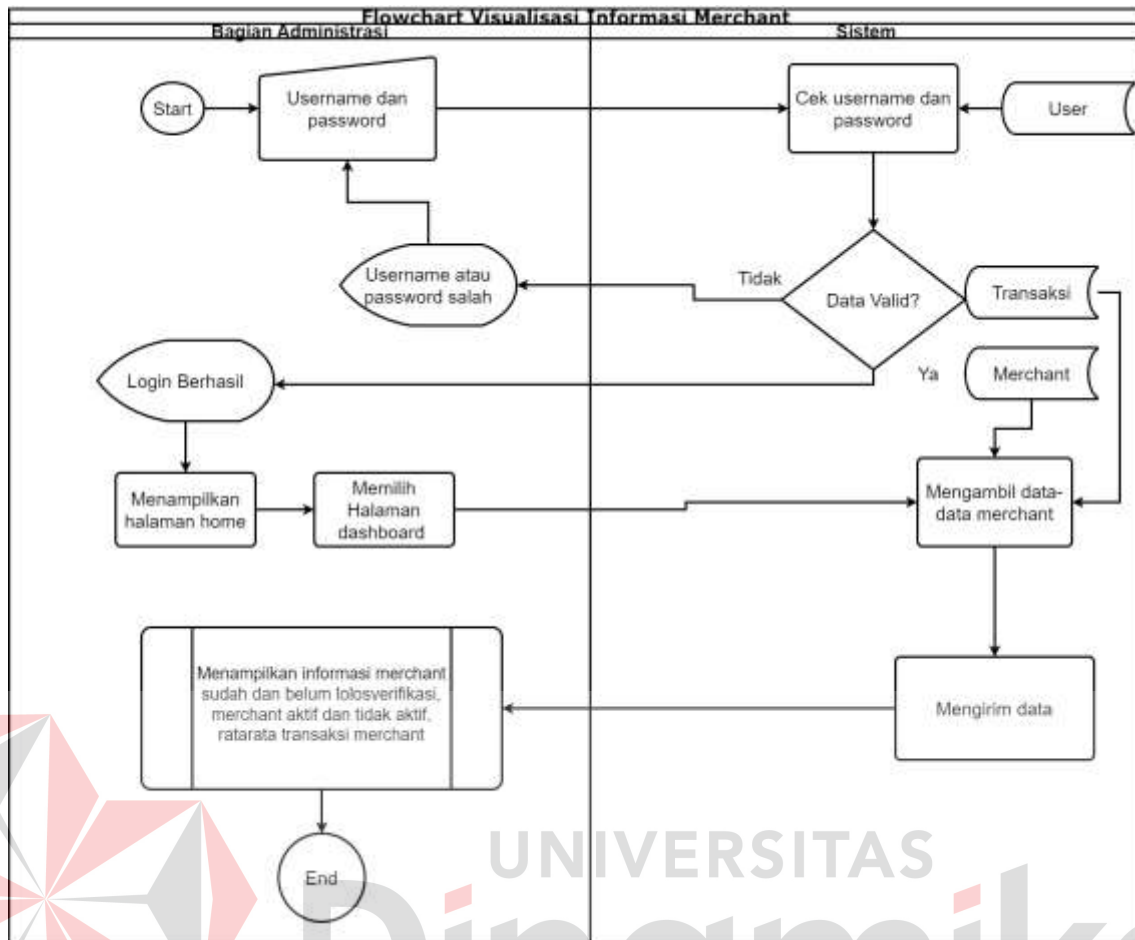 Flowchart Visualisasi Informasi Merchant
Bagian Administrasi
Sistem
Start
Username dan
password
Cek username dan
password
User
Username atau
password salah
Tidak
Data Valid?
Transaksi
Login Berhasil
Ya
Merchant
Menampilkan
halaman home
Memilih
Halaman
dashboard
Mengambil data-
data merchant
Menampilkan informasi merchant
sudah dan belum lolosverifikasi,
merchant aktif dan tidak aktif,
ratarata transaksi merchant
Mengirim data
End
UNIVERSITAS
Dinamika